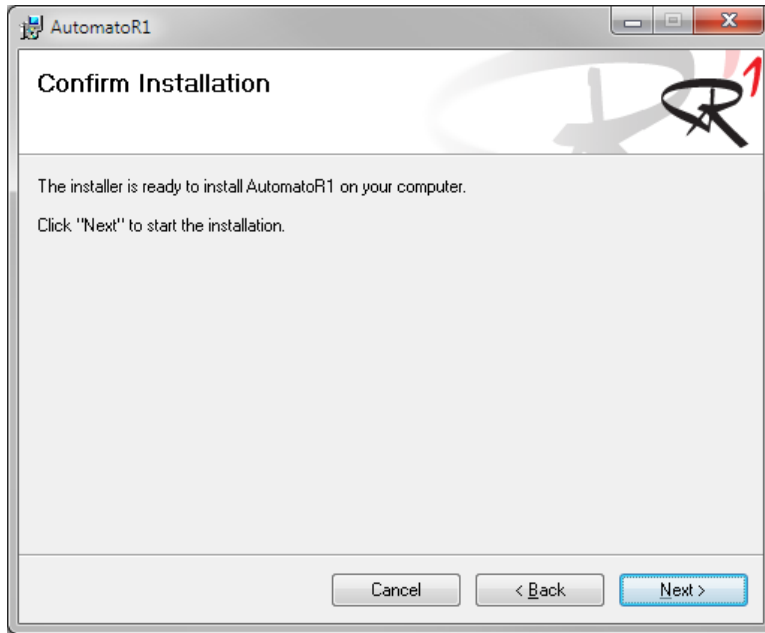 AutomatoR1
Confirm Installation
R1
The installer is ready to install AutomatoR1 on your computer.
Click "Next" to start the installation.
Cancel
< Back
Next >